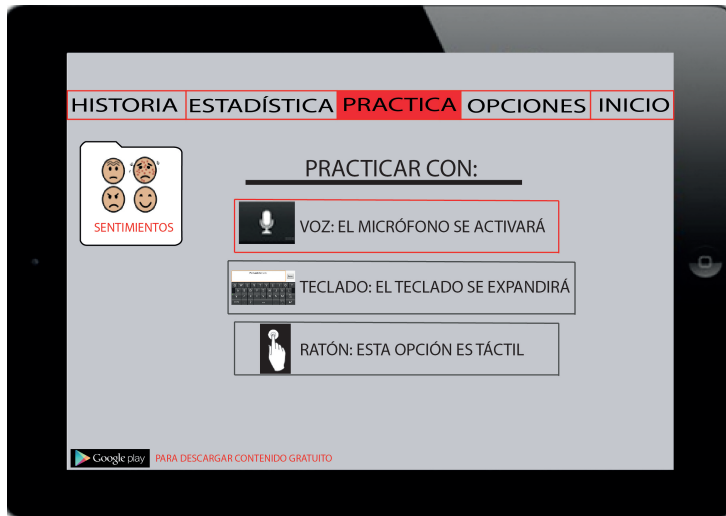 HISTORIA ESTADÍSTICA PRACTICA OPCIONES INICIO
SENTIMIENTOS
PRACTICAR CON:
VOZ: EL MICRÓFONO SE ACTIVARÁ
TECLADO: EL TECLADO SE EXPANDIRÁ
RATÓN: ESTA OPCIÓN ES TÁCTIL
Google play PARA DESCARGAR CONTENIDO GRATUITO